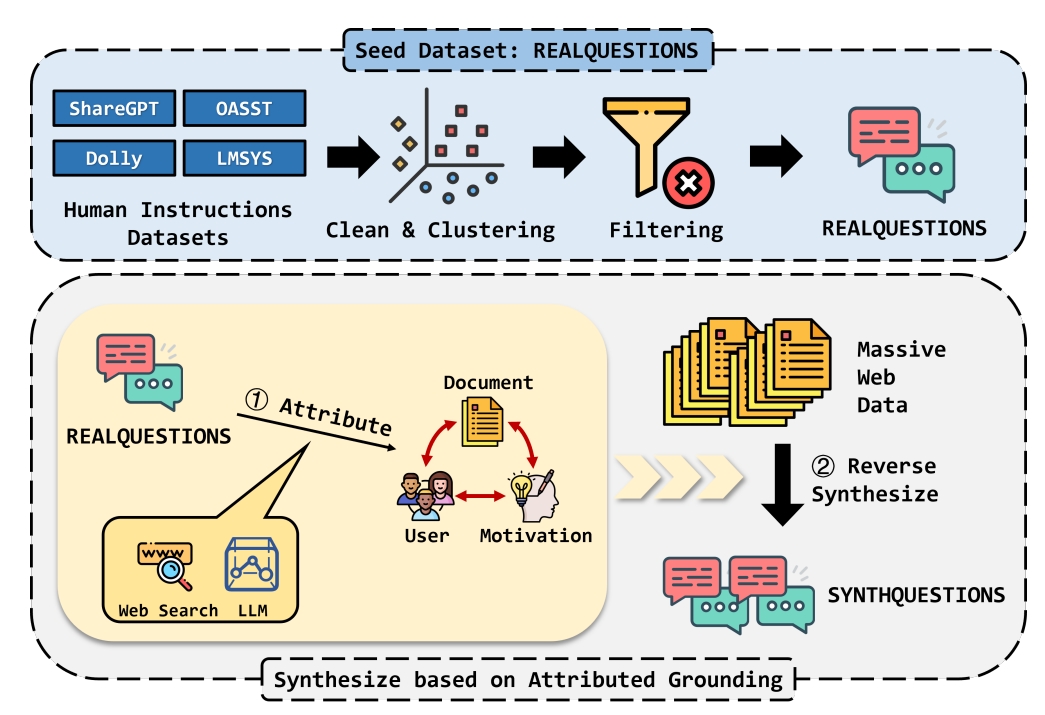 Seed Dataset: REALQUESTIONS
ShareGPT
OASST
Dolly
LMSYS
Human Instructions
Datasets
Clean & Clustering
Filtering
REALQUESTIONS
REALQUESTIONS
① Attribute
Document
User
Motivation
www
Web Search
LLM
Massive
Web
Data
② Reverse
Synthesize
SYNTHQUESTIONS
Synthesize based on Attributed Grounding